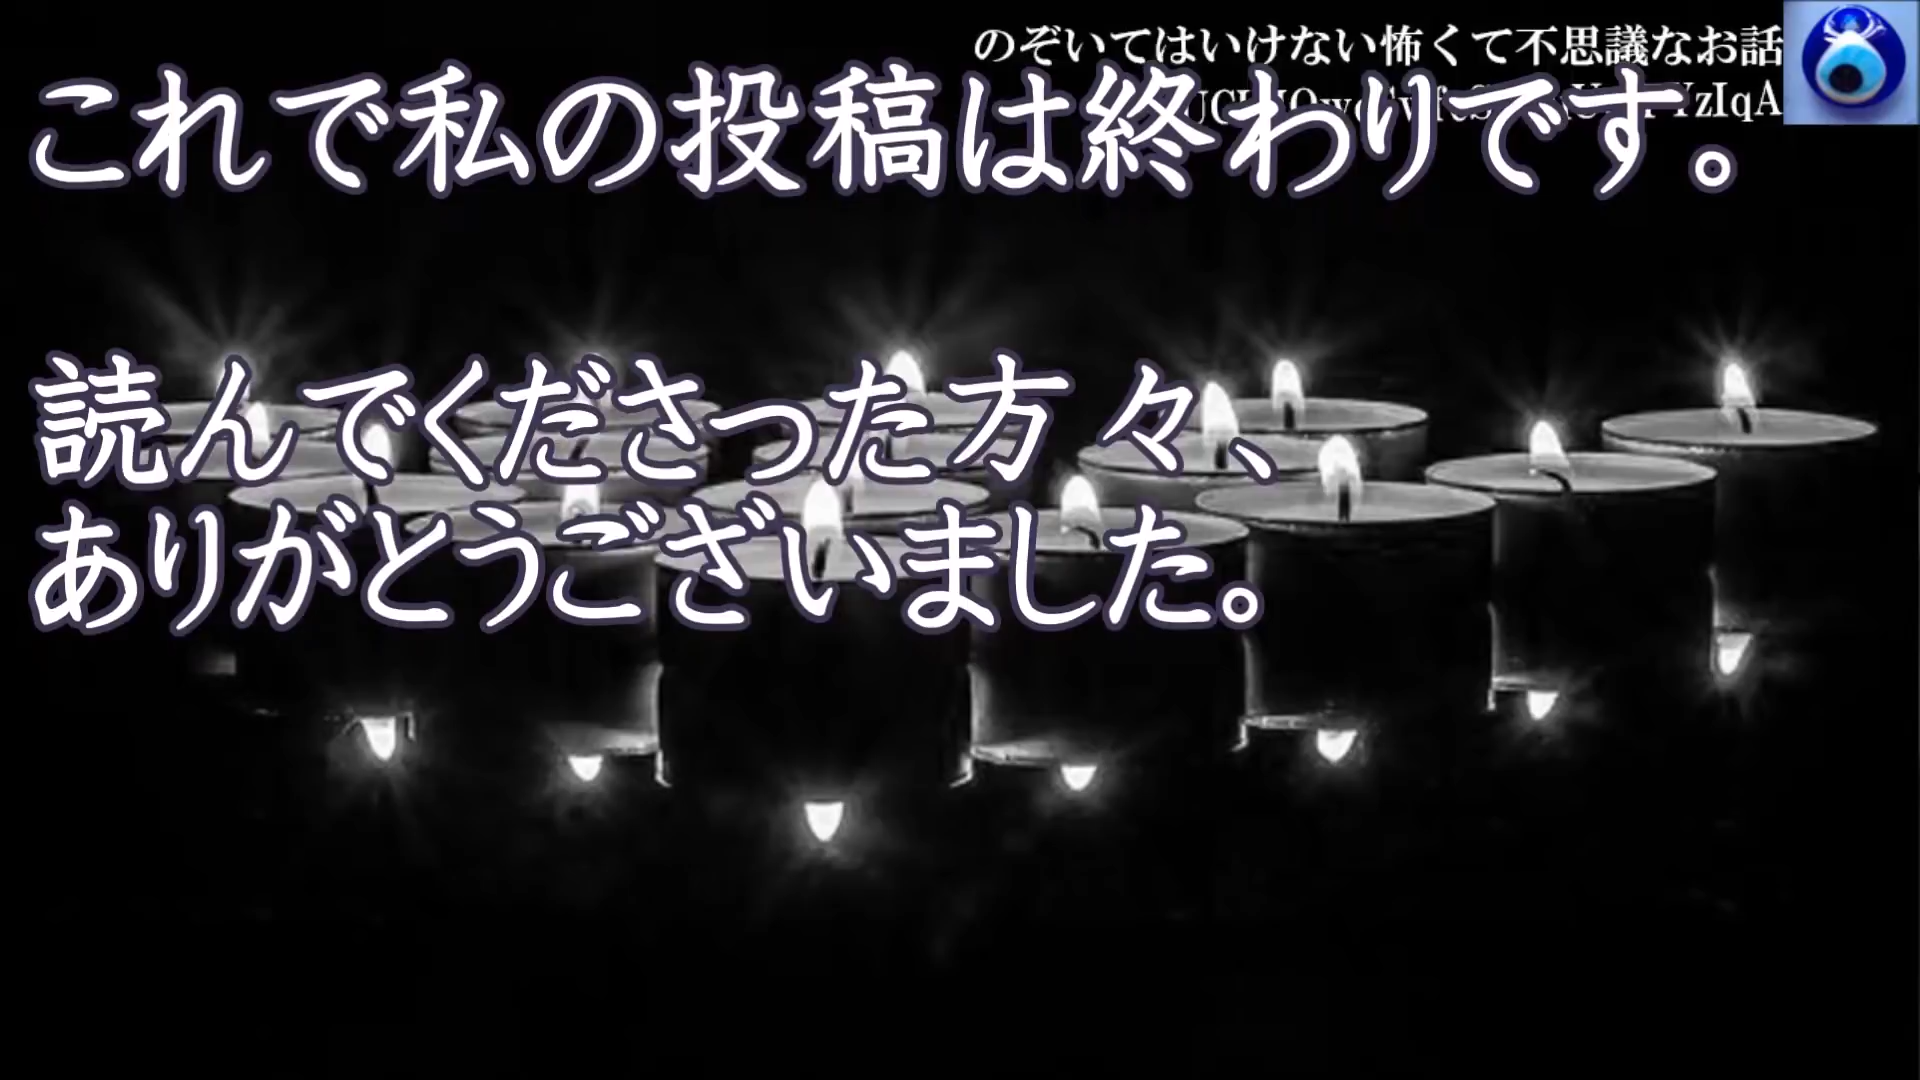 のぞいてはいけない怖くて不思議なお話
これで私の投稿は終わりです。
読んでくださった方々、
ありがとうございました。